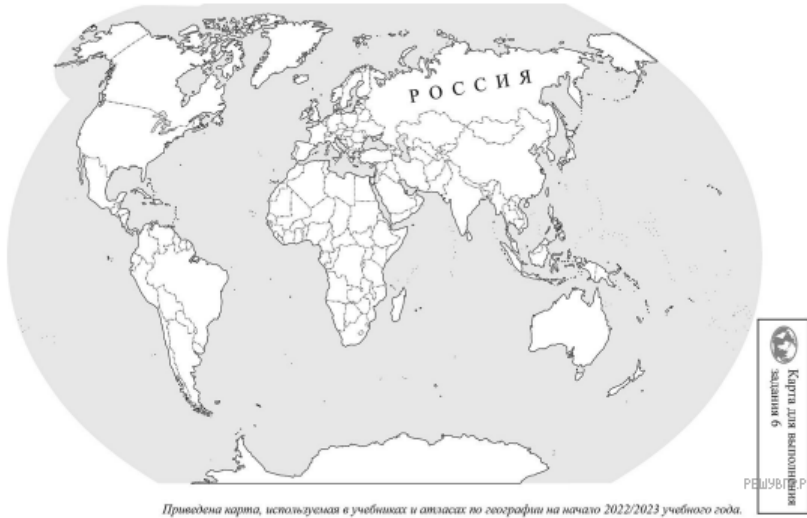 РОССИЯ
Карта для выполнения
задания 6
РЕШУВПР.Р
Приведена карта, используемая в учебниках и атласах по географии на начало 2022/2023 учебного года.